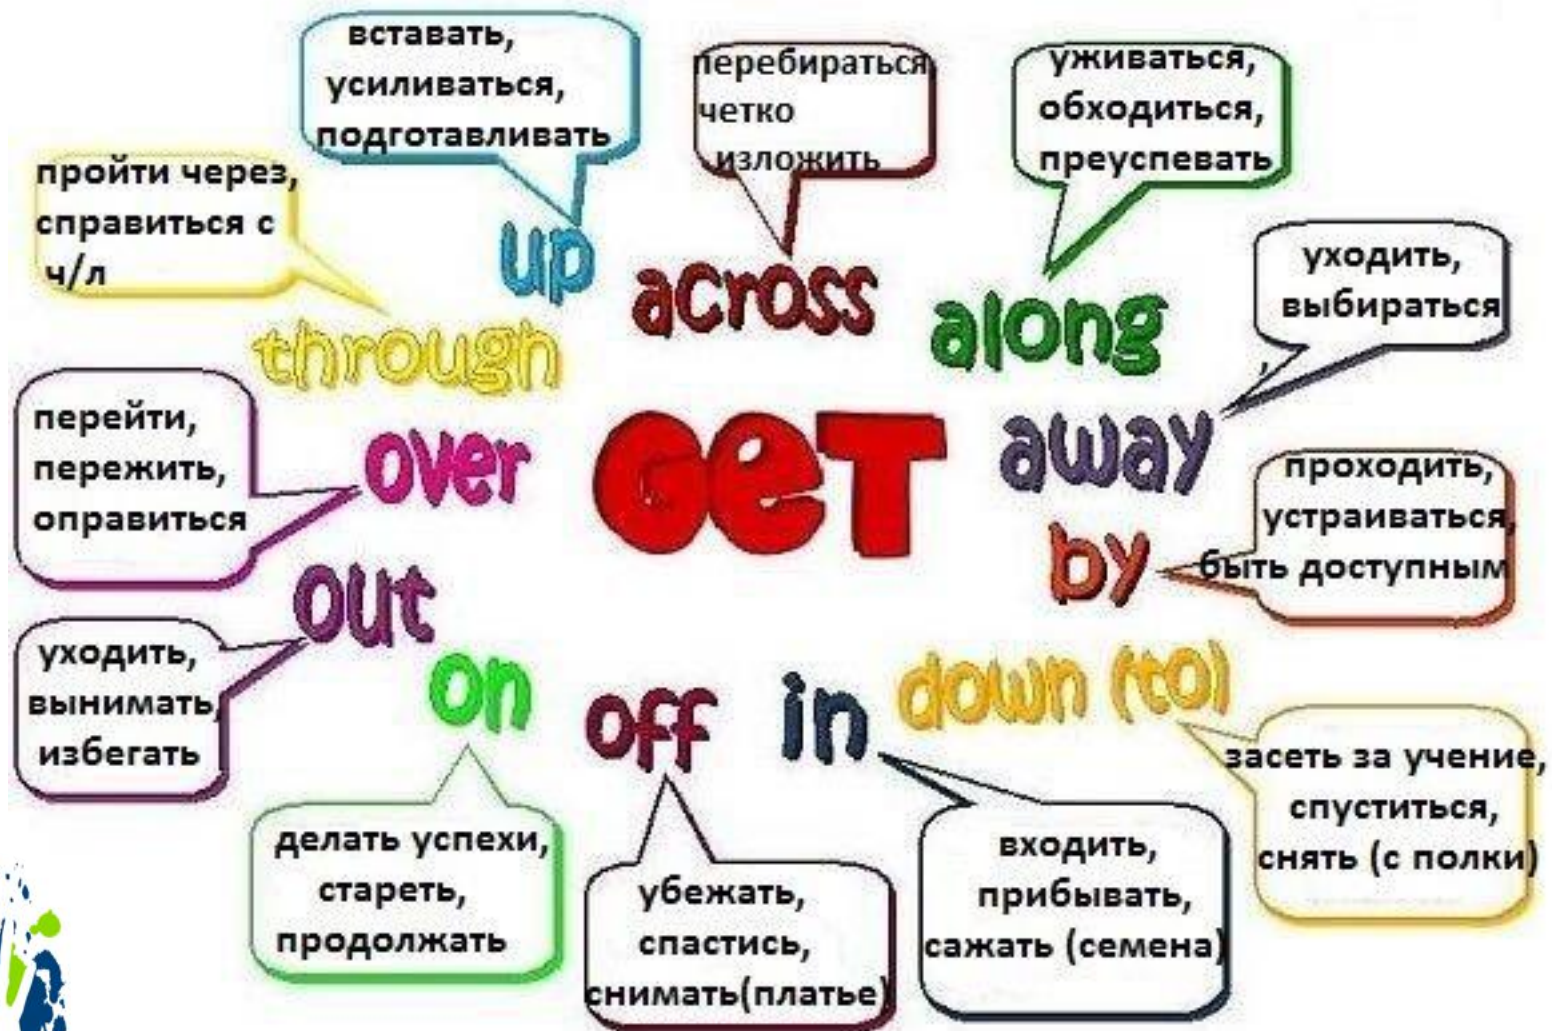 вставать,
усиливаться,
подготавливать
up
перебираться
четко
изложить
across
уживаться,
обходиться,
преуспевать
along
пройти через,
справиться с
ч/л
through
уходить,
выбираться
,
away
GeT
перейти,
пережить,
оправиться
over
проходить,
устраиваться,
быть доступным
by
уходить,
вынимать,
избегать
out
on
делать успехи,
стареть,
продолжать
off
убежать,
спастись,
снимать(платье)
in
входить,
прибывать,
сажать (семена)
down (to)
засеть за учение,
спуститься,
снять (с полки)